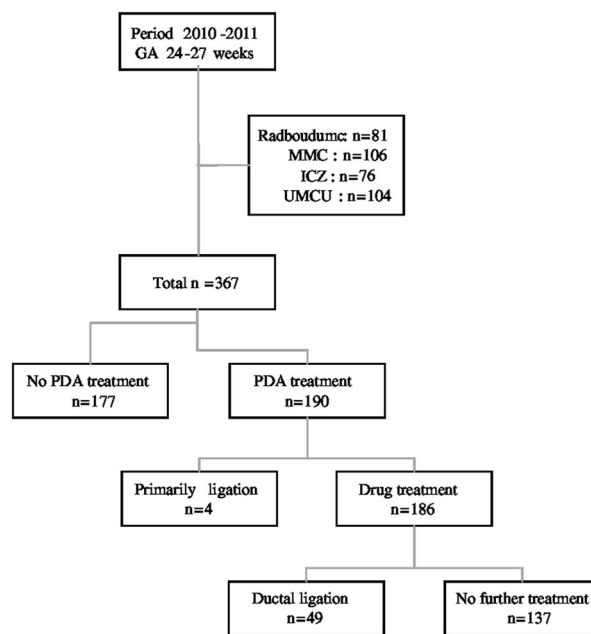 Period 2010-2011
GA 24-27 weeks
Radboudumc: n=81
MMC : n=106
ICZ : n=76
UMCU : n=104
Total n =367
No PDA treatment
n=177
PDA treatment
n=190
Primarily ligation
n=4
Drug treatment
n=186
Ductal ligation
n=49
No further treatment
n=137